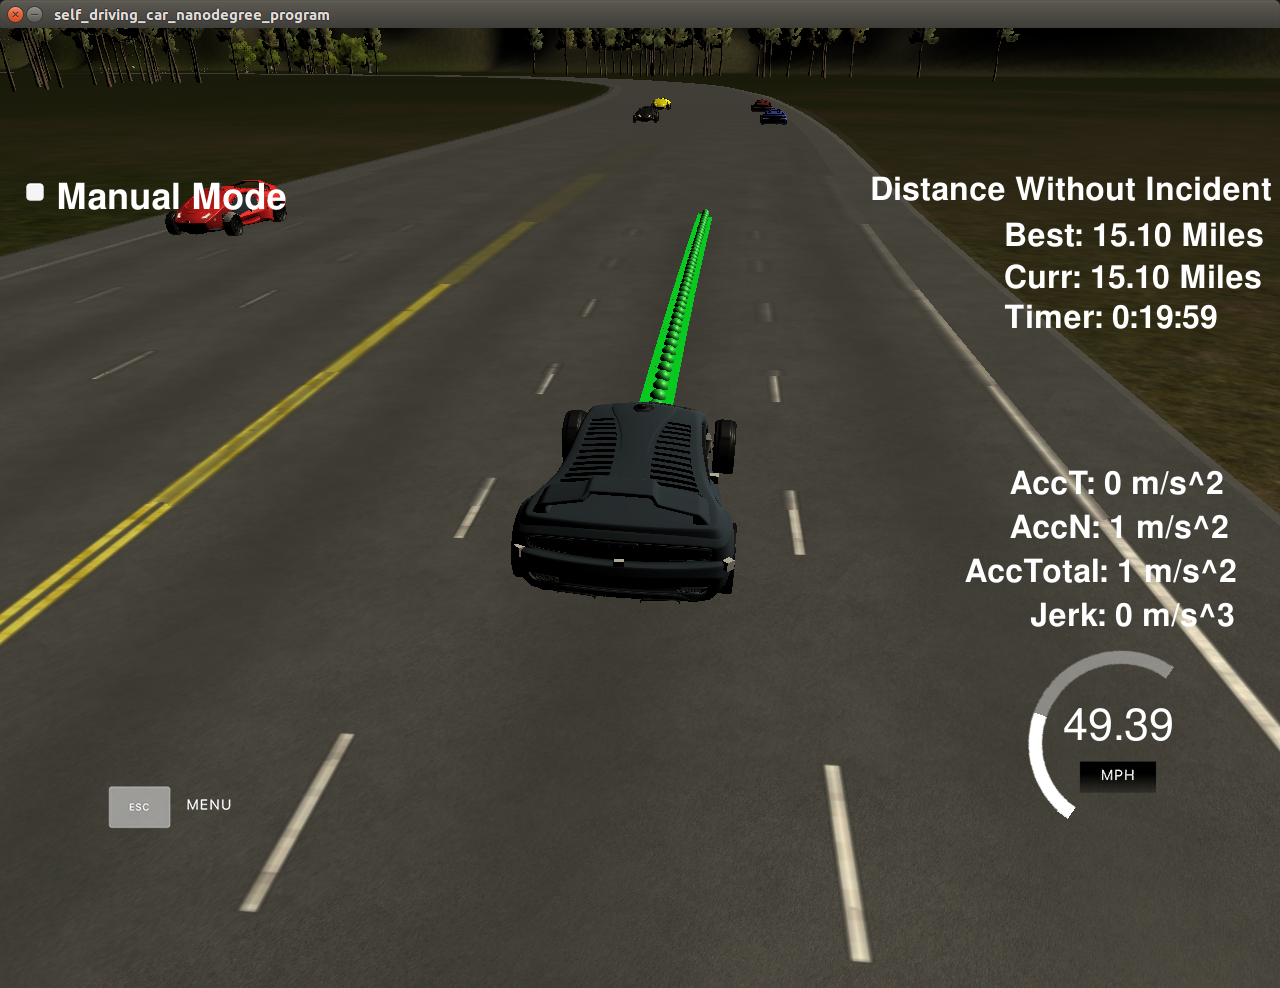 self_driving_car_nanodegree_program
Manual Mode
Distance Without Incident
Best: 15.10 Miles
Curr: 15.10 Miles
Timer: 0:19:59
AccT: 0 m/s^2
AccN: 1 m/s^2
AccTotal: 1 m/s^2
Jerk: 0 m/s^3
49.39
MPH
ESC MENU